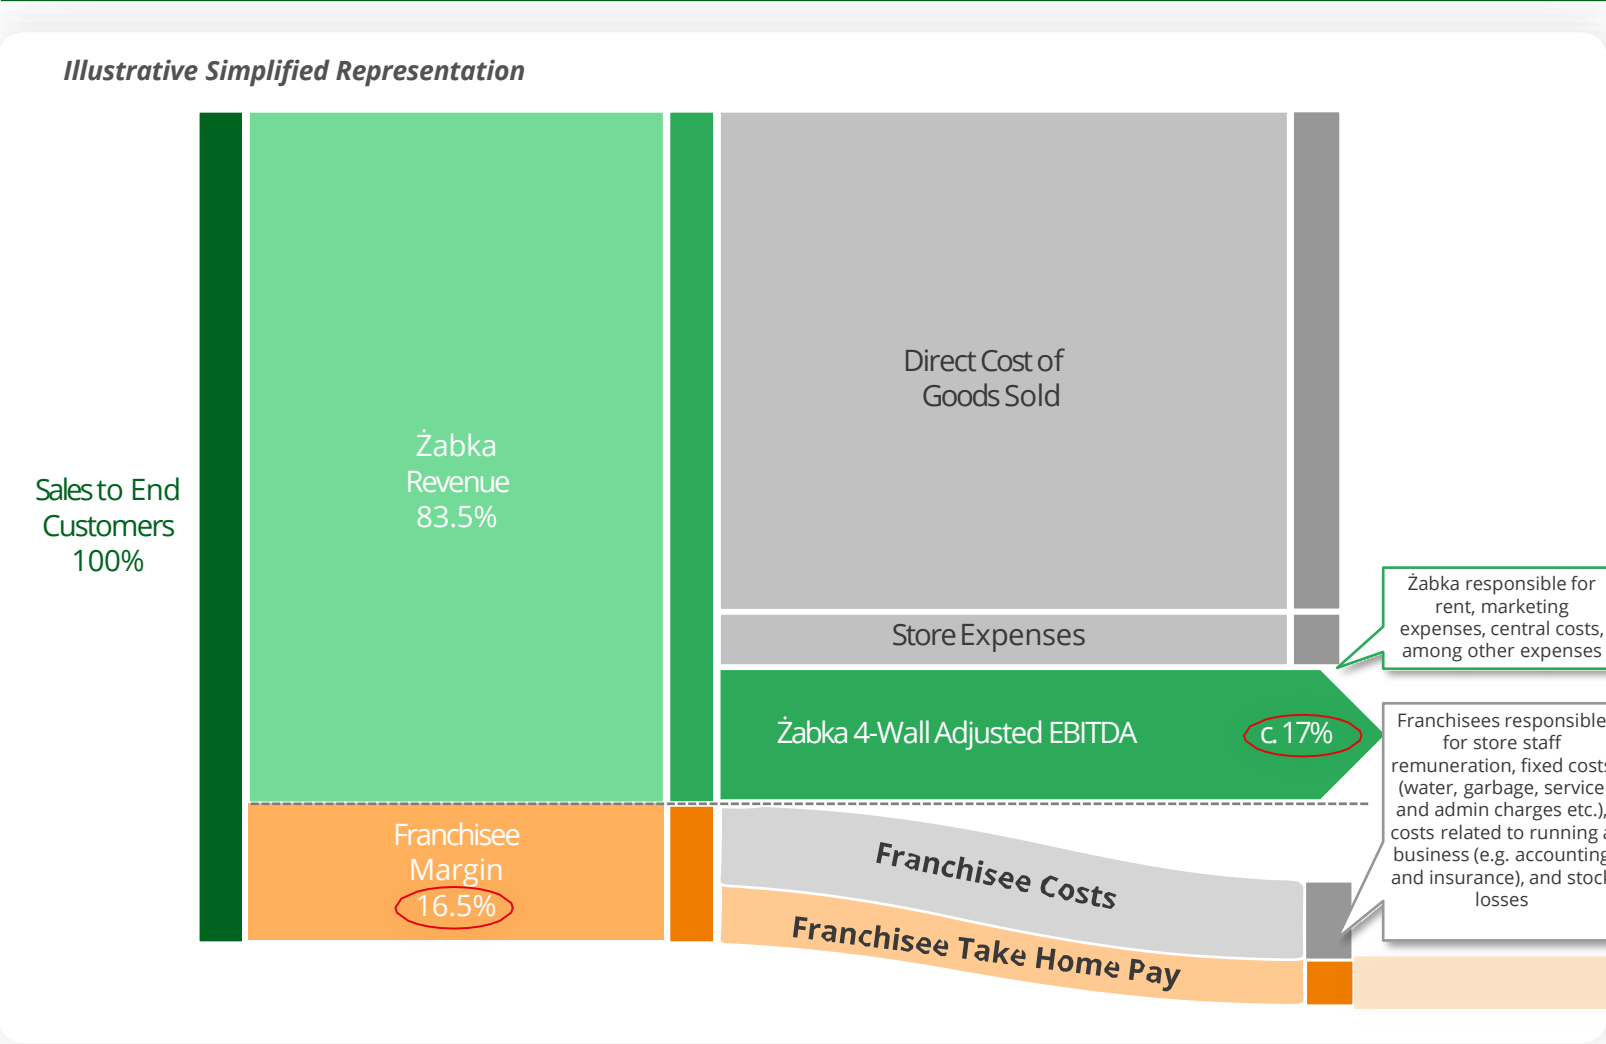 Illustrative Simplified Representation
Sales to End
Customers
100%
Żabka
Revenue
83.5%
Franchisee
Margin
16.5%
Direct Cost of
Goods Sold
Store Expenses
Żabka 4-Wall Adjusted EBITDA
c. 17%
Franchisee Costs
Franchisee Take Home Pay
Żabka responsible for
rent, marketing
expenses, central costs,
among other expenses
Franchisees responsible
for store staff
remuneration, fixed costs
(water, garbage, service
and admin charges etc.),
costs related to running a
business (e.g. accounting
and insurance), and stock
losses